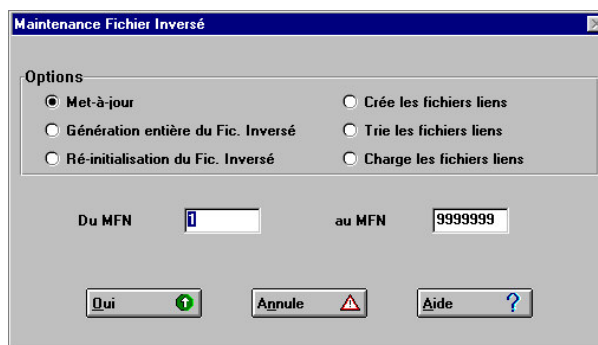 Maintenance Fichier Inversé
Options
Met-à-jour
Crée les fichiers liens
Génération entière du Fic. Inversé
Trie les fichiers liens
Ré-initialisation du Fic. Inversé
Charge les fichiers liens
Du MFN 1 au MFN 9999999
Oui Annule Aide ?